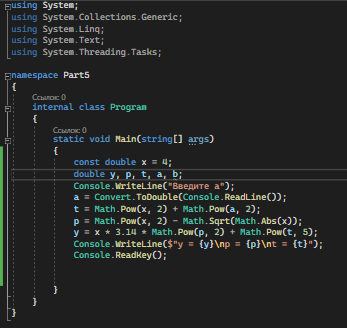 using System;
using System.Collections.Generic;
using System.Linq;
using System.Text;
using System.Threading.Tasks;
namespace Part5
{
Ссылок: 0
internal class Program
{
Ссылок: 0
static void Main(string[] args)
{
const double x = 4;
double y, p, t, a, b;
Console.WriteLine("Введите a");
a = Convert.ToDouble(Console.ReadLine());
t = Math.Pow(x, 2) + Math.Pow(a, 2);
p = Math.Pow(x, 2) - Math.Sqrt(Math.Abs(x));
y = x * 3.14 * Math.Pow(p, 2) + Math.Pow(t, 5);
Console.WriteLine($"y = {y}\np = {p}\nt = {t}");
Console.ReadKey();
}
}
}